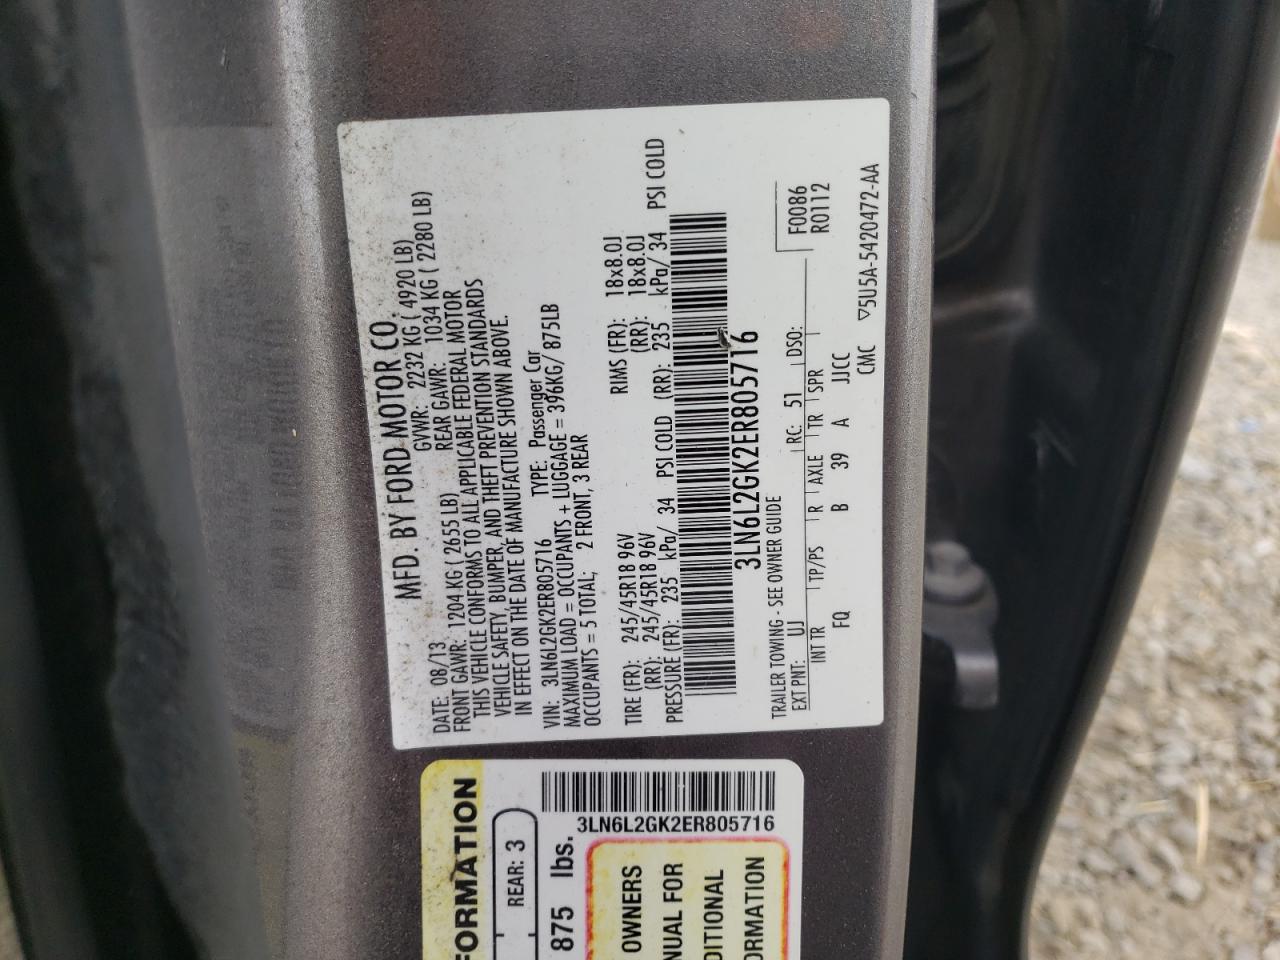 MFD. BY FORD MOTOR CO.
DATE: 08/13 GVWR: 2232 KG ( 4920 LB)
FRONT GAWR: 1204 KG ( 2655 LB) REAR GAWR: 1034 KG ( 2280 LB)
THIS VEHICLE CONFORMS TO ALL APPLICABLE FEDERAL MOTOR
VEHICLE SAFETY, BUMPER, AND THEFT PREVENTION STANDARDS
IN EFFECT ON THE DATE OF MANUFACTURE SHOWN ABOVE.
VIN: 3LN6L2GK2ER805716 TYPE: Passenger Car
MAXIMUM LOAD = OCCUPANTS + LUGGAGE = 396KG/ 875LB
OCCUPANTS = 5 TOTAL; 2 FRONT, 3 REAR
TIRE (FR): 245/45R18 96V RIMS (FR): 18x8.0J
(RR): 245/45R18 96V (RR): 18x8.0J
PRESSURE (FR): 235 kPa/ 34 PSI COLD (RR): 235 kPa/ 34 PSI COLD
3LN6L2GK2ER805716
TRAILER TOWING - SEE OWNER GUIDE
EXT PNT: UJ RC: 51 DSO: F0086
R0112
INT TR TP/PS R AXLE TR SPR
FQ B 39 A JJCC
CMC ▽5U5A-5420472-AA
FORMATION
REAR: 3
875 lbs.
3LN6L2GK2ER805716
OWNERS
NUAL FOR
DITIONAL
ORMATION